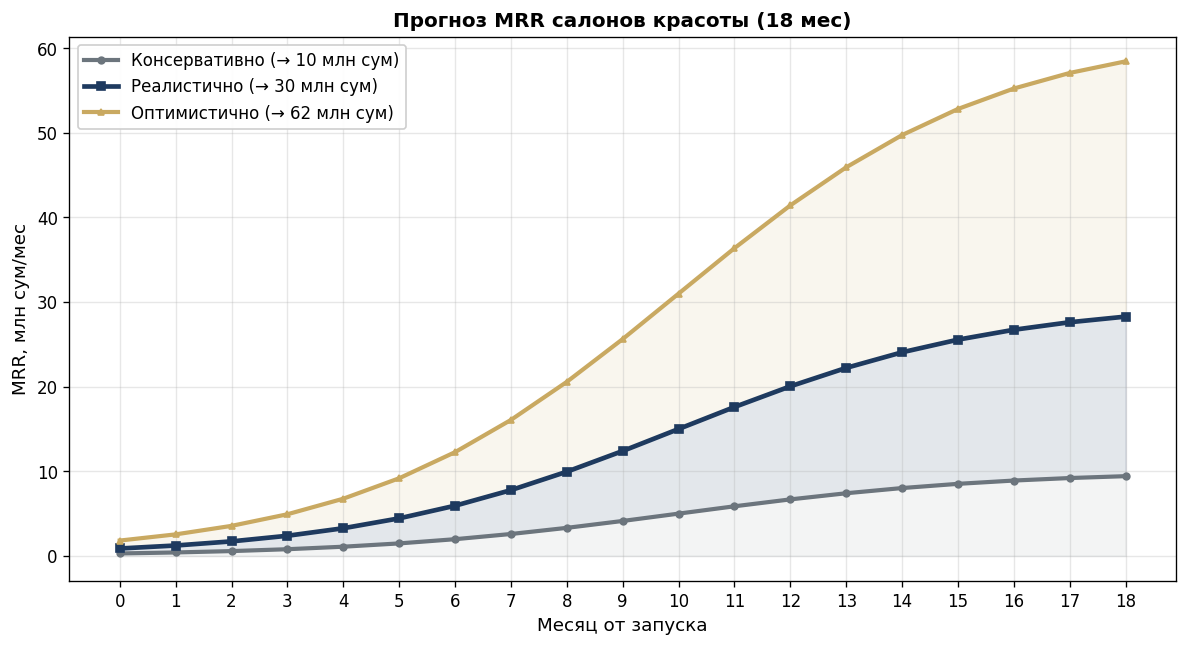 Прогноз MRR салонов красоты (18 мес)
Консервативно (→ 10 млн сум)
Реалистично (→ 30 млн сум)
Оптимистично (→ 62 млн сум)
MRR, млн сум/мес
60
50
40
30
20
10
0
0 1 2 3 4 5 6 7 8 9 10 11 12 13 14 15 16 17 18
Месяц от запуска